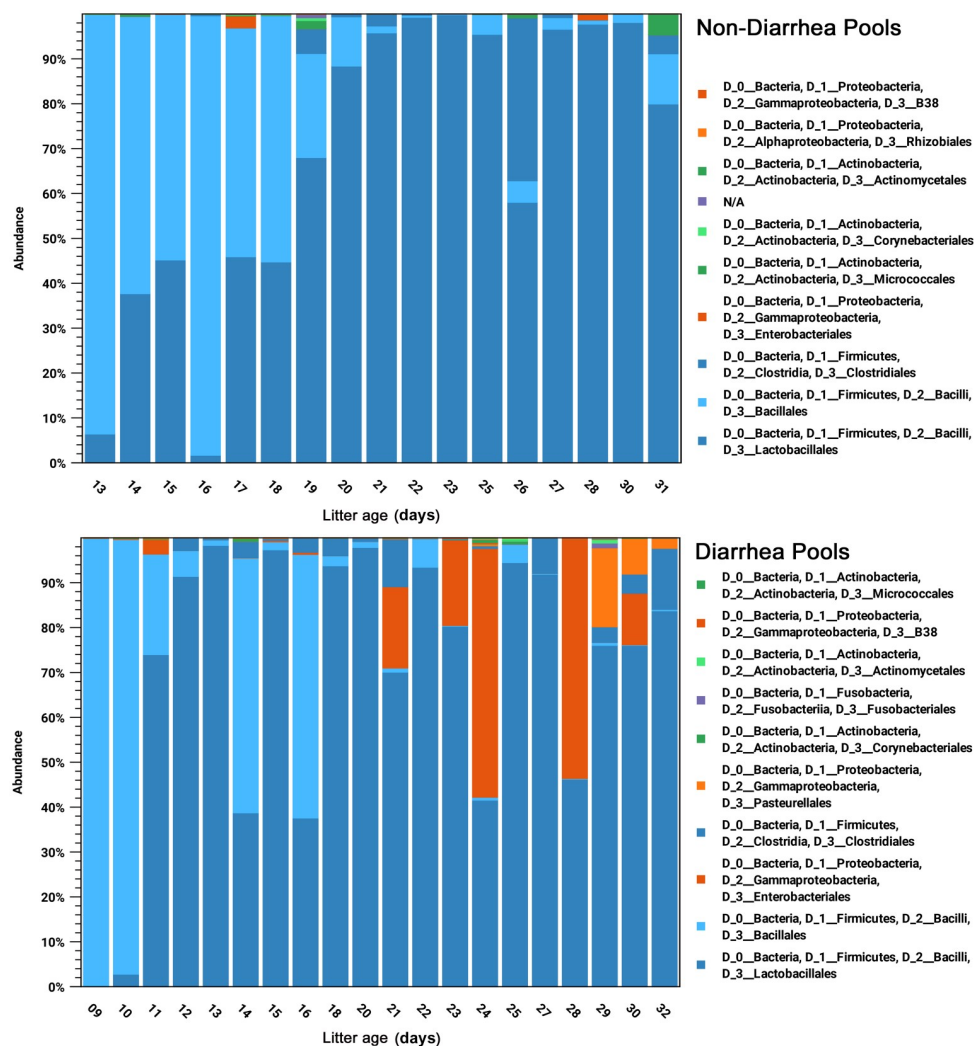 Non-Diarrhea Pools
90%
80%
70%
60%
50%
40%
30%
20%
10%
0%
Abundance
13 14 15 16 17 18 19 20 21 22 23 25 26 27 28 30 31
Litter age (days)
D_0__Bacteria, D_1__Proteobacteria,
D_2__Gammaproteobacteria, D_3__B38
D_0__Bacteria, D_1__Proteobacteria,
D_2__Alphaproteobacteria, D_3__Rhizobiales
D_0__Bacteria, D_1__Actinobacteria,
D_2__Actinobacteria, D_3__Actinomycetales
N/A
D_0__Bacteria, D_1__Actinobacteria,
D_2__Actinobacteria, D_3__Corynebacteriales
D_0__Bacteria, D_1__Actinobacteria,
D_2__Actinobacteria, D_3__Micrococcales
D_0__Bacteria, D_1__Proteobacteria,
D_2__Gammaproteobacteria,
D_3__Enterobacteriales
D_0__Bacteria, D_1__Firmicutes,
D_2__Clostridia, D_3__Clostridiales
D_0__Bacteria, D_1__Firmicutes, D_2__Bacilli,
D_3__Bacillales
D_0__Bacteria, D_1__Firmicutes, D_2__Bacilli,
D_3__Lactobacillales
Diarrhea Pools
90%
80%
70%
60%
50%
40%
30%
20%
10%
0%
Abundance
09 10 11 12 13 14 15 16 18 20 21 22 23 24 25 27 28 29 30 32
Litter age (days)
D_0__Bacteria, D_1__Actinobacteria,
D_2__Actinobacteria, D_3__Micrococcales
D_0__Bacteria, D_1__Proteobacteria,
D_2__Gammaproteobacteria, D_3__B38
D_0__Bacteria, D_1__Actinobacteria,
D_2__Actinobacteria, D_3__Actinomycetales
D_0__Bacteria, D_1__Fusobacteria,
D_2__Fusobacteriia, D_3__Fusobacteriales
D_0__Bacteria, D_1__Actinobacteria,
D_2__Actinobacteria, D_3__Corynebacteriales
D_0__Bacteria, D_1__Proteobacteria,
D_2__Gammaproteobacteria,
D_3__Pasteurellales
D_0__Bacteria, D_1__Firmicutes,
D_2__Clostridia, D_3__Clostridiales
D_0__Bacteria, D_1__Proteobacteria,
D_2__Gammaproteobacteria,
D_3__Enterobacteriales
D_0__Bacteria, D_1__Firmicutes, D_2__Bacilli,
D_3__Bacillales
D_0__Bacteria, D_1__Firmicutes, D_2__Bacilli,
D_3__Lactobacillales